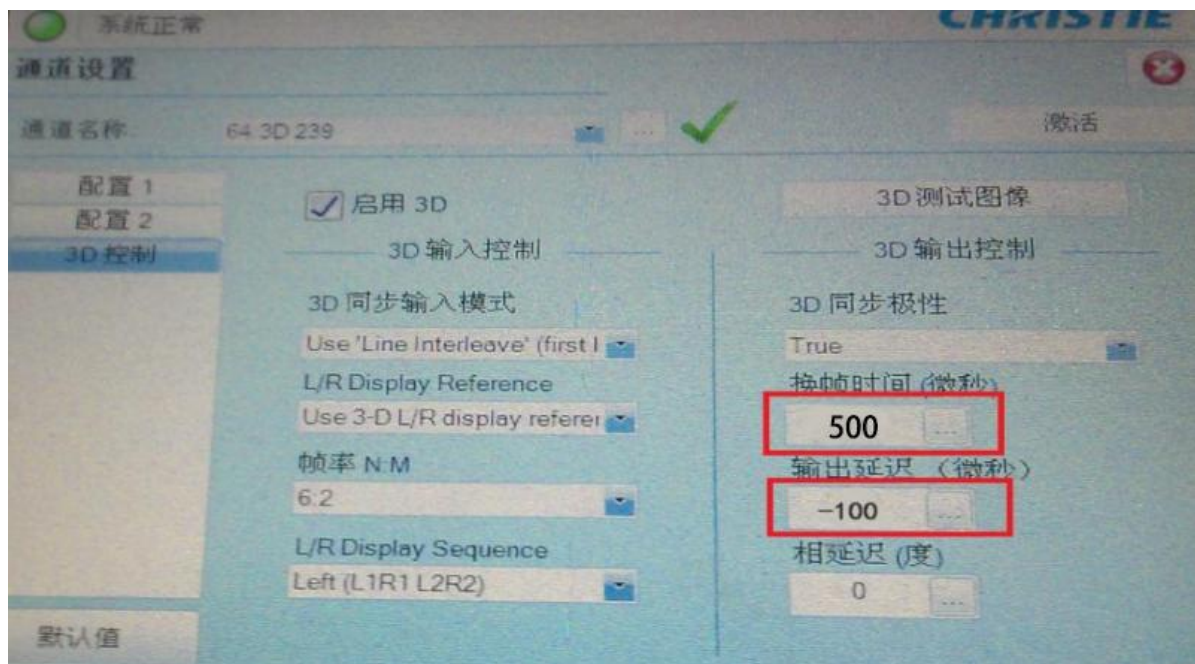 系统正常
CHRISTIE
通道设置
通道名称:
64 3D 239
...
激活
配置 1
配置 2
3D 控制
默认值
启用 3D
3D 输入控制
3D 同步输入模式
Use 'Line Interleave' (first l
L/R Display Reference
Use 3-D L/R display referer
帧率 N:M
6:2
L/R Display Sequence
Left (L1R1 L2R2)
3D 测试图像
3D 输出控制
3D 同步极性
True
换帧时间 (微秒)
500 ...
输出延迟 (微秒)
-100 ...
相延迟 (度)
0 ...